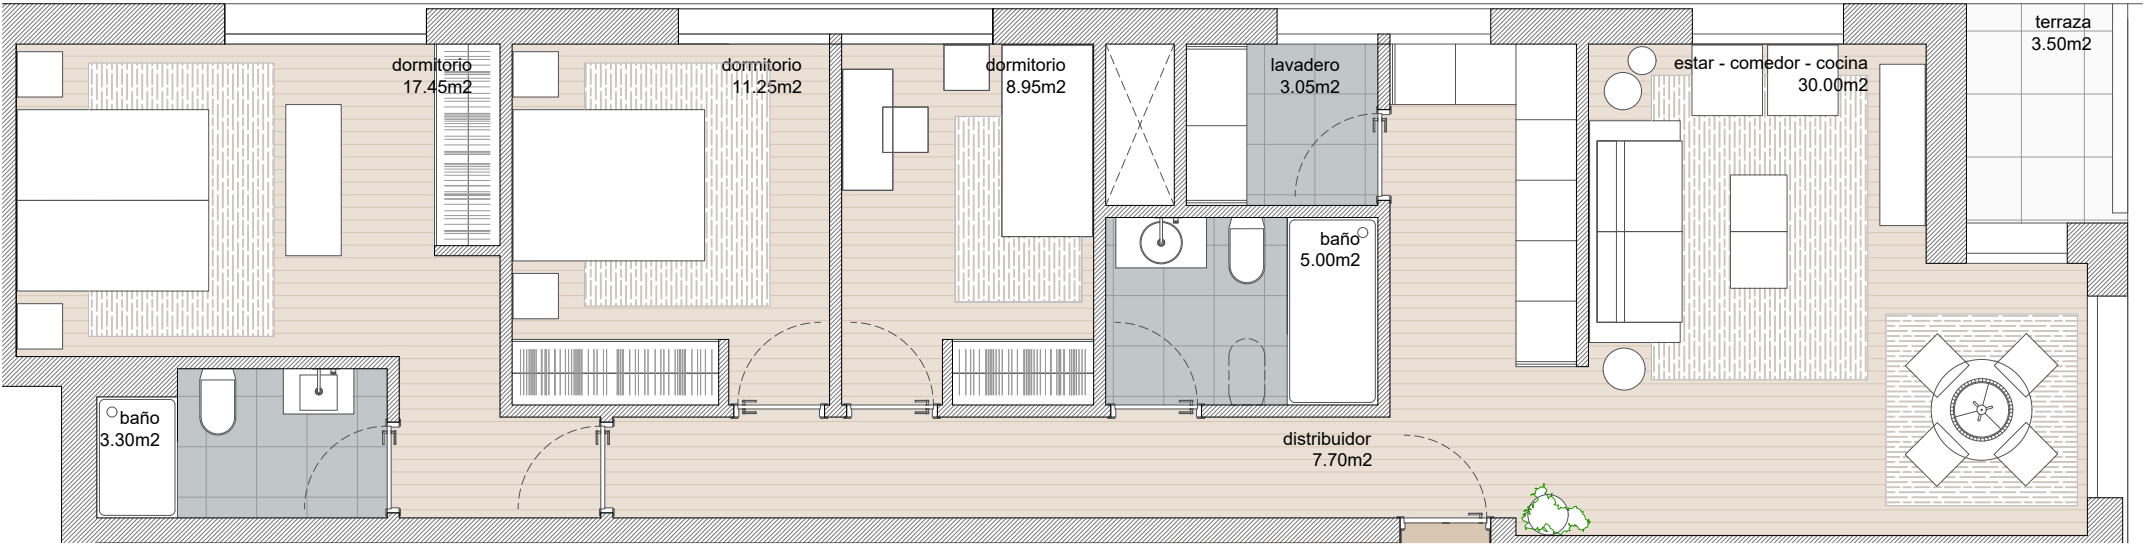 terraza
3.50m2
dormitorio
17.45m2
dormitorio
11.25m2
dormitorio
8.95m2
lavadero
3.05m2
estar - comedor - cocina
30.00m2
baño
5.00m2
baño
3.30m2
distribuidor
7.70m2